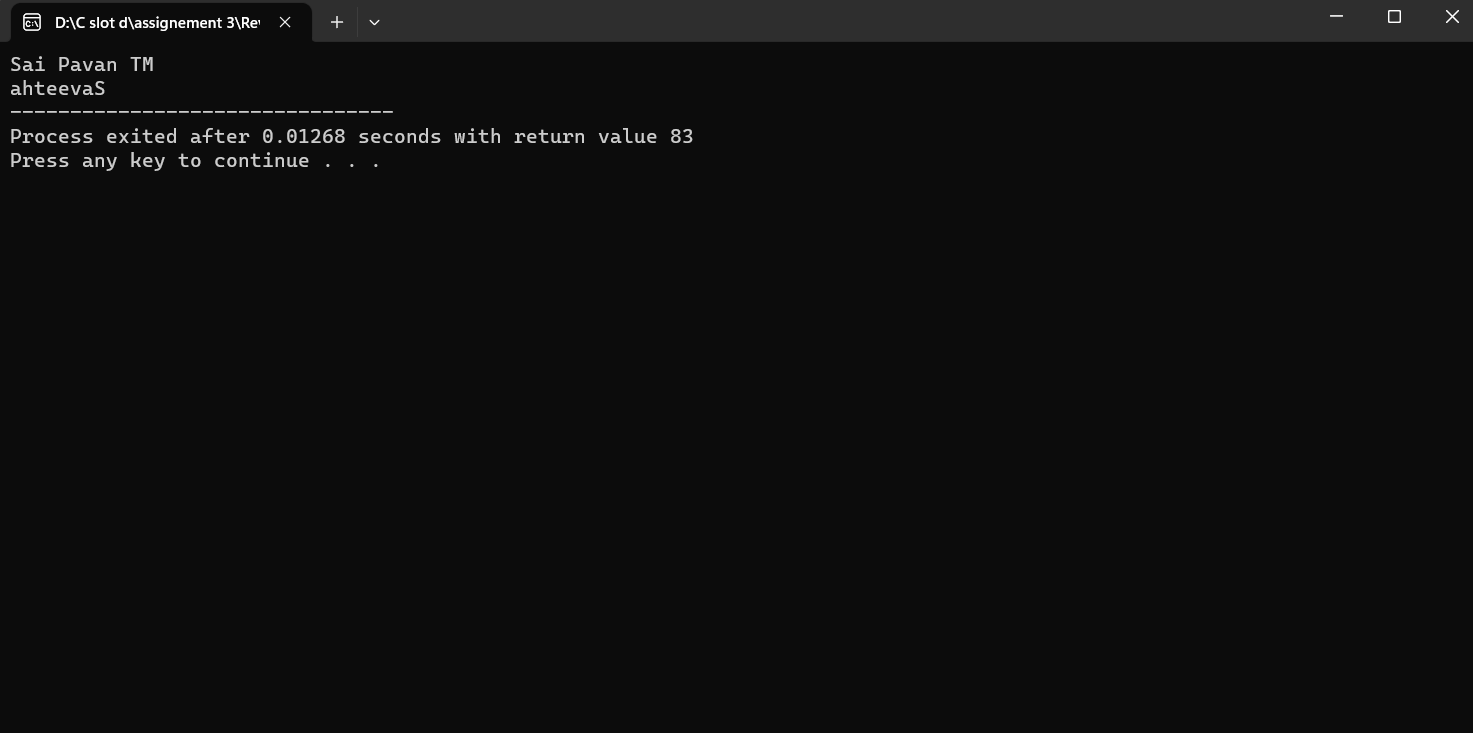 D:\C slot d\assignement 3\Rev
Sai Pavan TM
ahteevaS
--------------------------------
Process exited after 0.01268 seconds with return value 83
Press any key to continue . . .